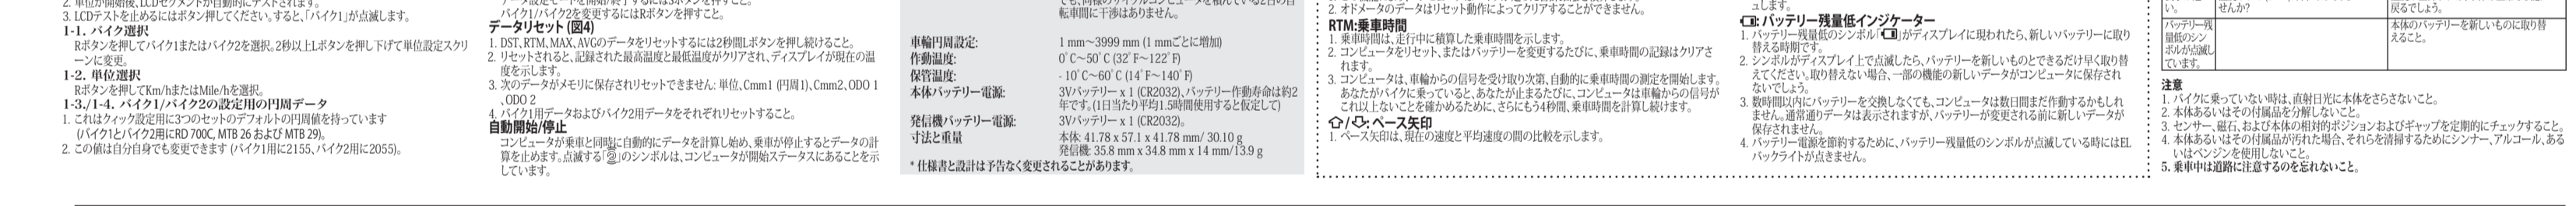 2. 単位が開始後、LCDセグメントが自動的にテストされます。
3. LCDテストを止めるにはボタン押してください。すると、「バイク1」が点滅します。
1-1. バイク選択
Rボタンを押してバイク1またはバイク2を選択。2秒以上Lボタンを押し下げて単位設定スクリ
ーンに変更。
1-2. 単位選択
RボタンをしてKm/hまたはMile/hを選択。
1-3./1-4. バイク1/バイク2の設定用の円周データ
1. これはクィック設定用に3つのセットのデフォルトの円周値を持っています
(バイク1とバイク2用にRD 700C, MTB 26 および MTB 29)。
2. この値は自分自身でも変更できます (バイク1用に2155、バイク2用に2055)。
バイク1/バイク2を変更するにはRボタンを押すこと。
データリセット (図4)
1. DST、RTM、MAX、AVGのデータをリセットするには2秒間Lボタンを押し続けること。
2. リセットされると、記録された最高温度と最低温度がクリアされ、ディスプレイが現在の温
度を示します。
3. 次のデータがメモリに保存されリセットできません: 単位、Cmm1 (円周1)、Cmm2、ODO 1
、ODO 2
4. バイク1用データおよびバイク2用データをそれぞれリセットすること。
自動開始/停止
コンピュータが乗車と同時に自動的にデータを計算し始め、乗車が停止するとデータの計
算を止めます。点滅する「」のシンボルは、コンピュータが開始ステータスにあることを示
しています。
転車間に干渉はありません。
車輪円周設定: 1 mm～3999 mm (1 mmごとに増加)
作動温度: 0°C～50°C (32°F～122°F)
保管温度: - 10°C～60°C (14°F～140°F)
本体バッテリー電源: 3Vバッテリー x 1 (CR2032)、バッテリー作動寿命は約2
年です。(1日当たり平均1.5時間使用すると仮定して)
発信機バッテリー電源: 3Vバッテリー x 1 (CR2032)。
寸法と重量 本体: 41.78 x 57.1 x 41.78 mm/ 30.10 g
発信機: 35.8 mm x 34.8 mm x 14 mm/13.9 g
* 仕様書と設計は予告なく変更されることがあります。
2. オドメータのデータはリセット動作によってクリアすることができません。
RTM:乗車時間
1. 乗車時間は、走行中に積算した乗車時間を示します。
2. コンピュータをリセット、またはバッテリーを変更するたびに、乗車時間の記録はクリアさ
れます。
3. コンピュータは、車輪からの信号を受け取り次第、自動的に乗車時間の測定を開始します。
あなたがバイクに乗っていると、あなたが止まるたびに、コンピュータは車輪からの信号が
これ以上ないことを確かめるために、さらにもう4秒間、乗車時間を計算し続けます。
/: ペース矢印
1. ペース矢印は、現在の速度と平均速度の間の比較を示します。
: バッテリー残量低インジケーター
1. バッテリー残量低のシンボル「」がディスプレイに現われたら、新しいバッテリーに取り
替える時期です。
2. シンボルがディスプレイ上で点滅したら、バッテリーを新しいものとできるだけ早く取り替
えてください。取り替えない場合、一部の機能の新しいデータがコンピュータに保存され
ないでしょう。
3. 数時間以内にバッテリーを交換しなくても、コンピュータは数日間まだ作動するかもしれ
ません。通常通りデータは表示されますが、バッテリーが変更される前に新しいデータが
保存されません。
4. バッテリー電源を節約するために、バッテリー残量低のシンボルが点滅している時にはEL
バックライトが点きません。
い。 せんか? 戻るでしょう。
バッテリー残 本体のバッテリーを新しいものに取り替
量低のシン えること。
ボルが点滅し
ています。
注意
1. バイクに乗っていない時は、直射日光に本体をさらさないこと。
2. 本体あるいはその付属品を分解しないこと。
3. センサー、磁石、および本体の相対的ポジションおよびギャップを定期的にチェックすること。
4. 本体あるいはその付属品が汚れた場合、それらを清掃するためにシンナー、アルコール、ある
いはベンジンを使用しないこと。
5. 乗車中は道路に注意するのを忘れないこと。